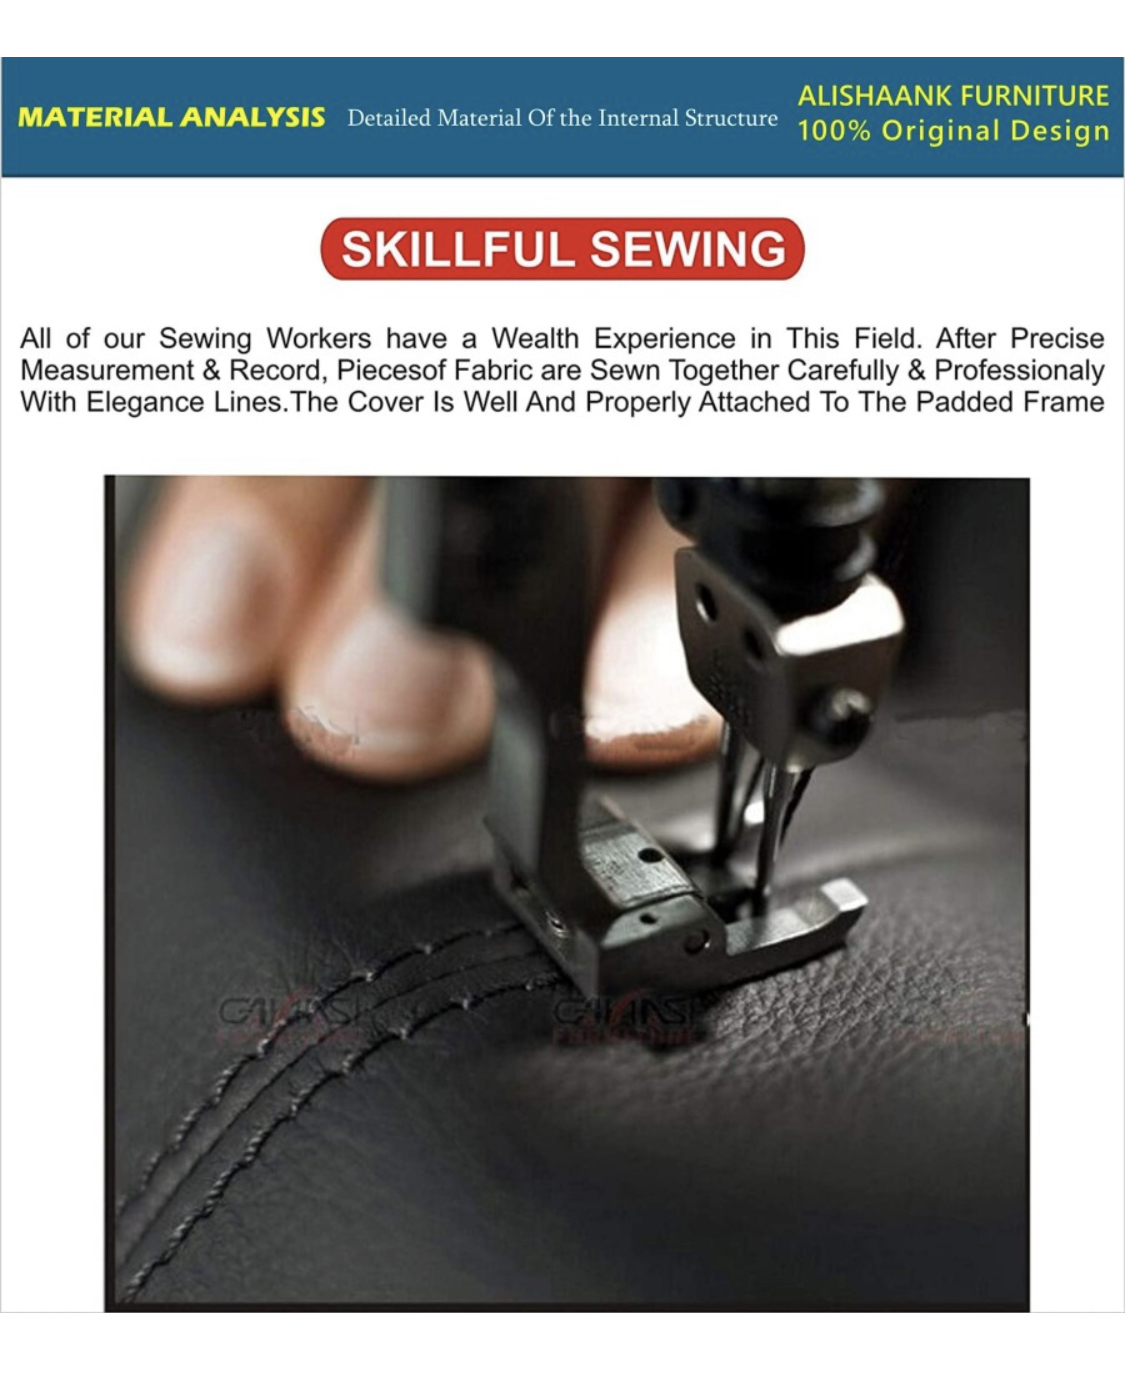 MATERIAL ANALYSIS Detailed Material Of the Internal Structure
ALISHAANK FURNITURE
100% Original Design
SKILLFUL SEWING
All of our Sewing Workers have a Wealth Experience in This Field. After Precise
Measurement & Record, Piecesof Fabric are Sewn Together Carefully & Professionaly
With Elegance Lines.The Cover Is Well And Properly Attached To The Padded Frame